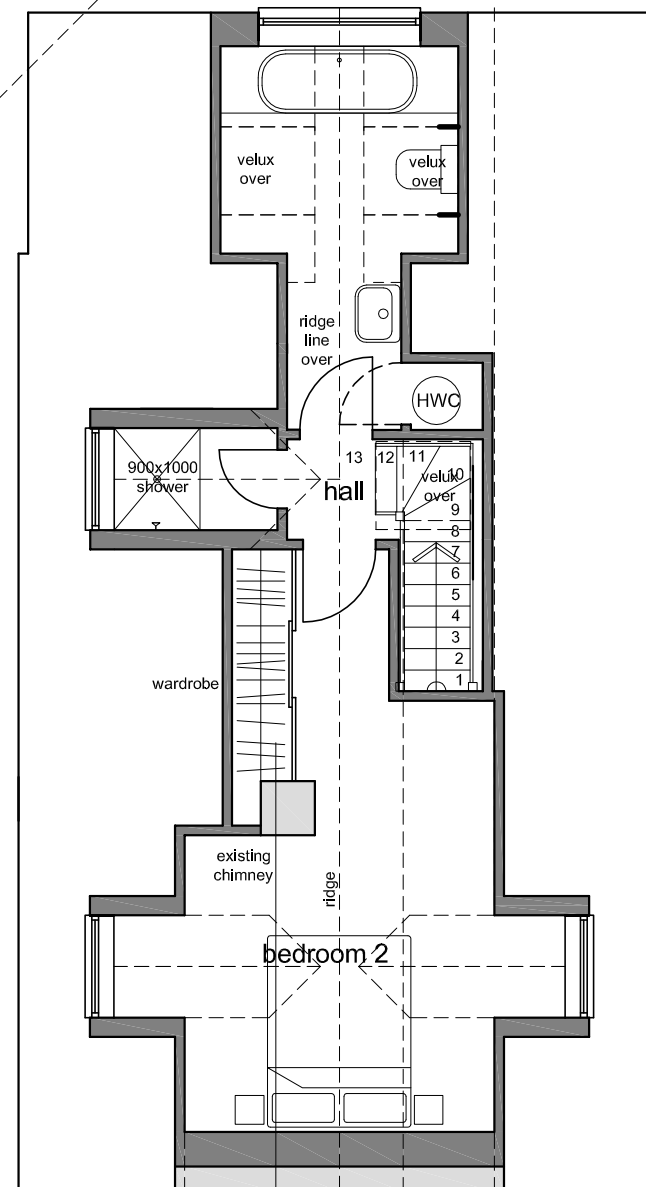 velux
over
velux
over
ridge
line
over
HWC
13 12 11
10
velux
over
900x1000
shower
hall
9
8
7
6
5
4
3
2
1
wardrobe
existing
chimney
ridge
bedroom 2